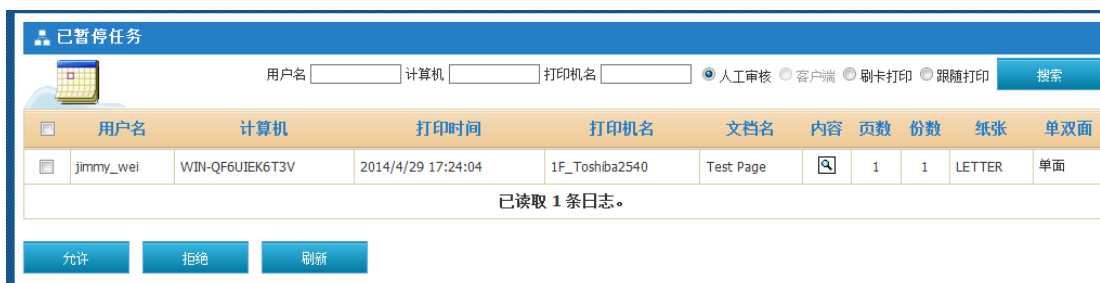 已暂停任务
用户名 计算机 打印机名 人工审核 客户端 刷卡打印 跟随打印 搜索
用户名 计算机 打印时间 打印机名 文档名 内容 页数 份数 纸张 单双面
jimmy_wei WIN-QF6UIEK6T3V 2014/4/29 17:24:04 1F_Toshiba2540 Test Page 1 1 LETTER 单面
已读取 1 条日志。
允许 拒绝 刷新